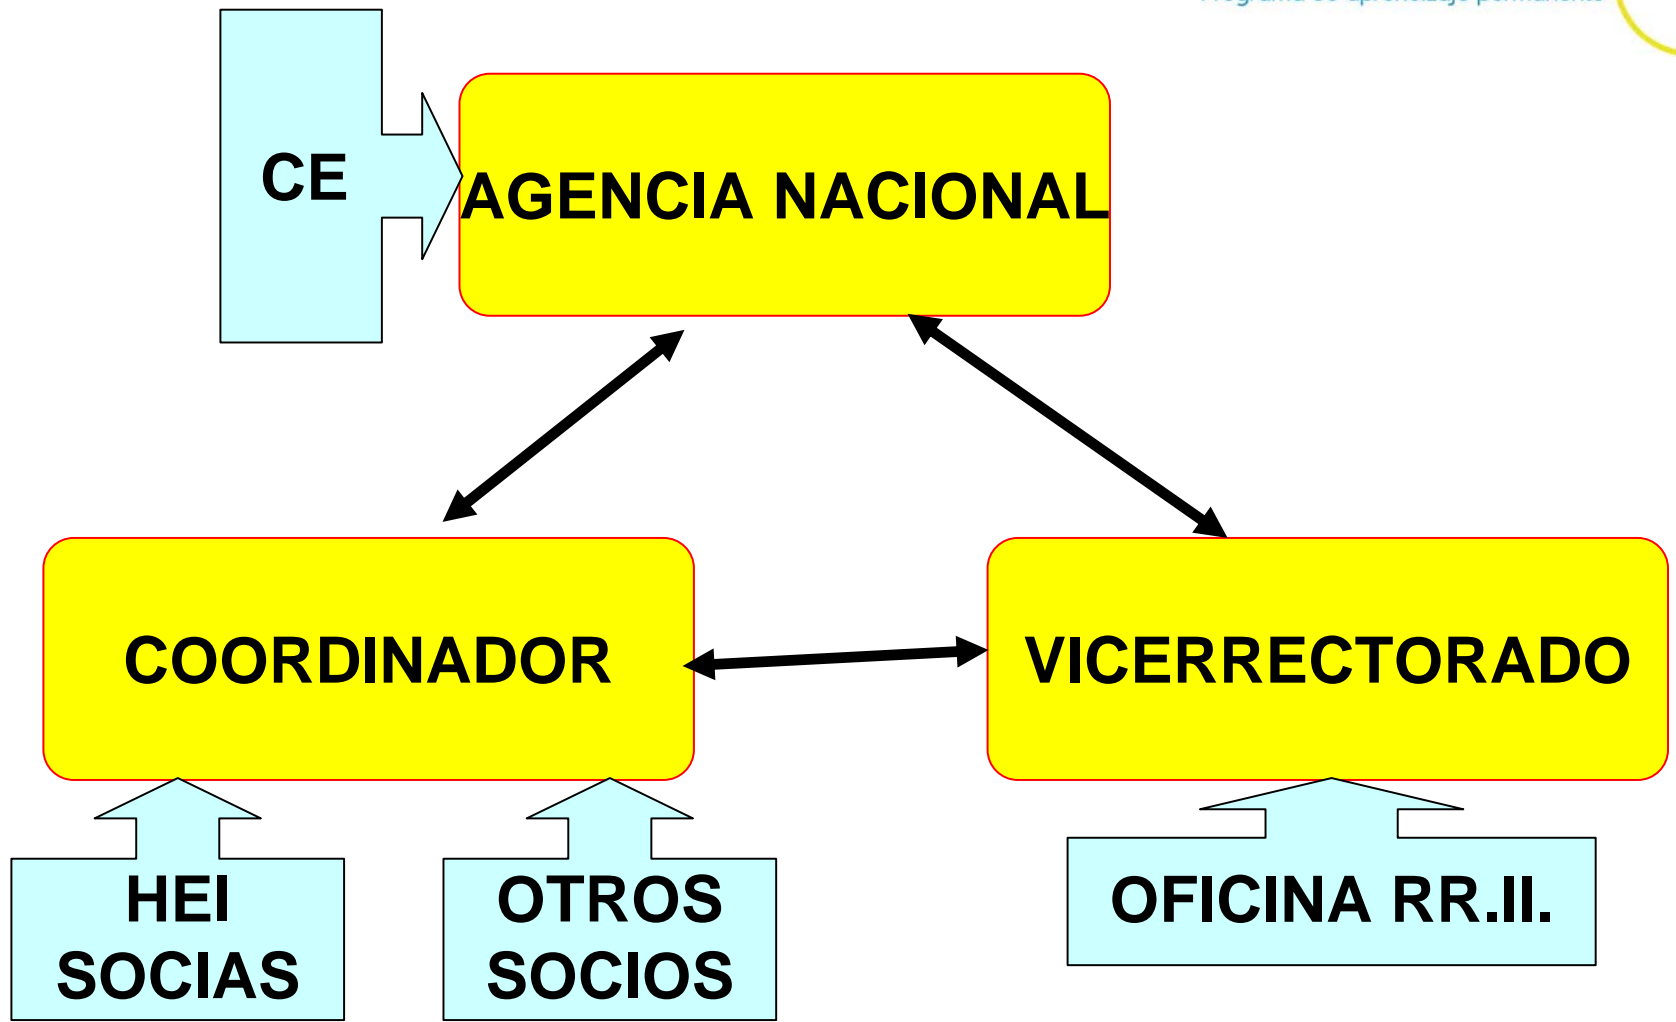 CE
AGENCIA NACIONAL
COORDINADOR
VICERRECTORADO
HEI
SOCIAS
OTROS
SOCIOS
OFICINA RR.II.